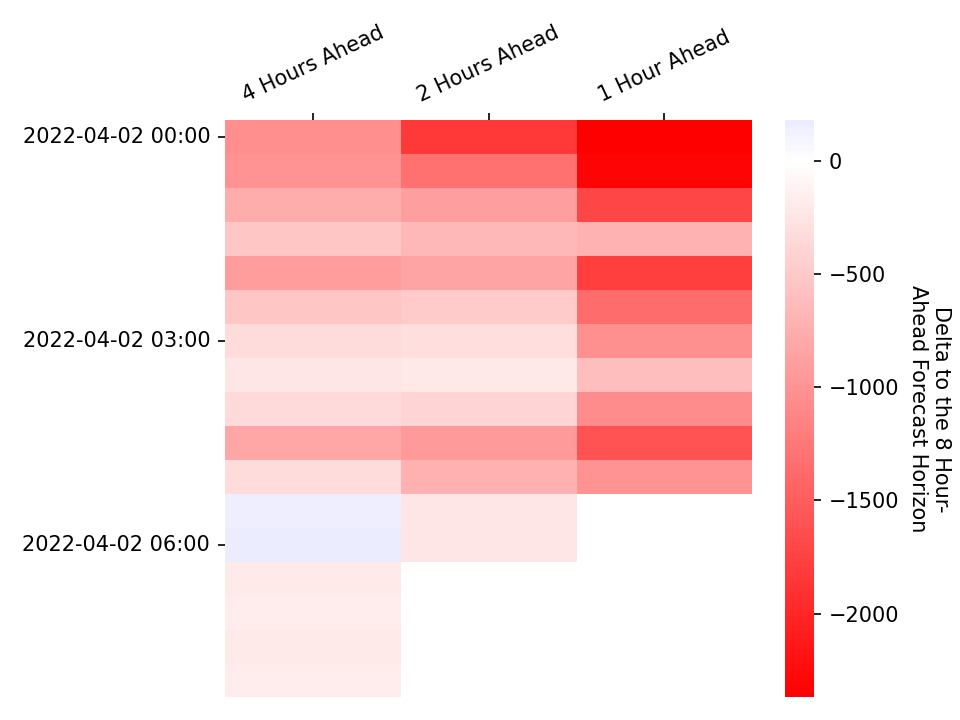 4 Hours Ahead
2 Hours Ahead
1 Hour Ahead
2022-04-02 00:00
2022-04-02 03:00
2022-04-02 06:00
0
−500
−1000
−1500
−2000
Delta to the 8 Hour-
Ahead Forecast Horizon